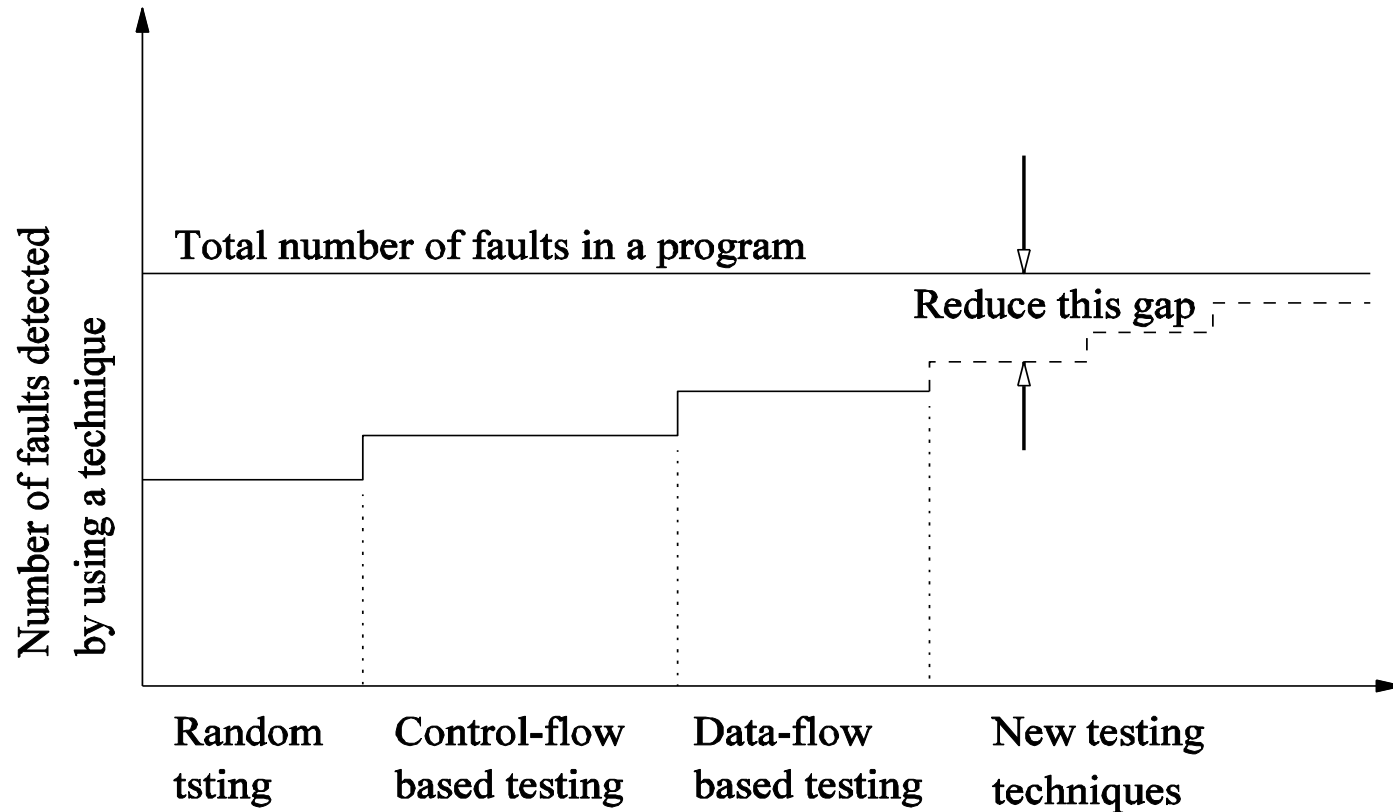 Number of faults detected
by using a technique
Total number of faults in a program
Reduce this gap
Random
tsting
Control-flow
based testing
Data-flow
based testing
New testing
techniques